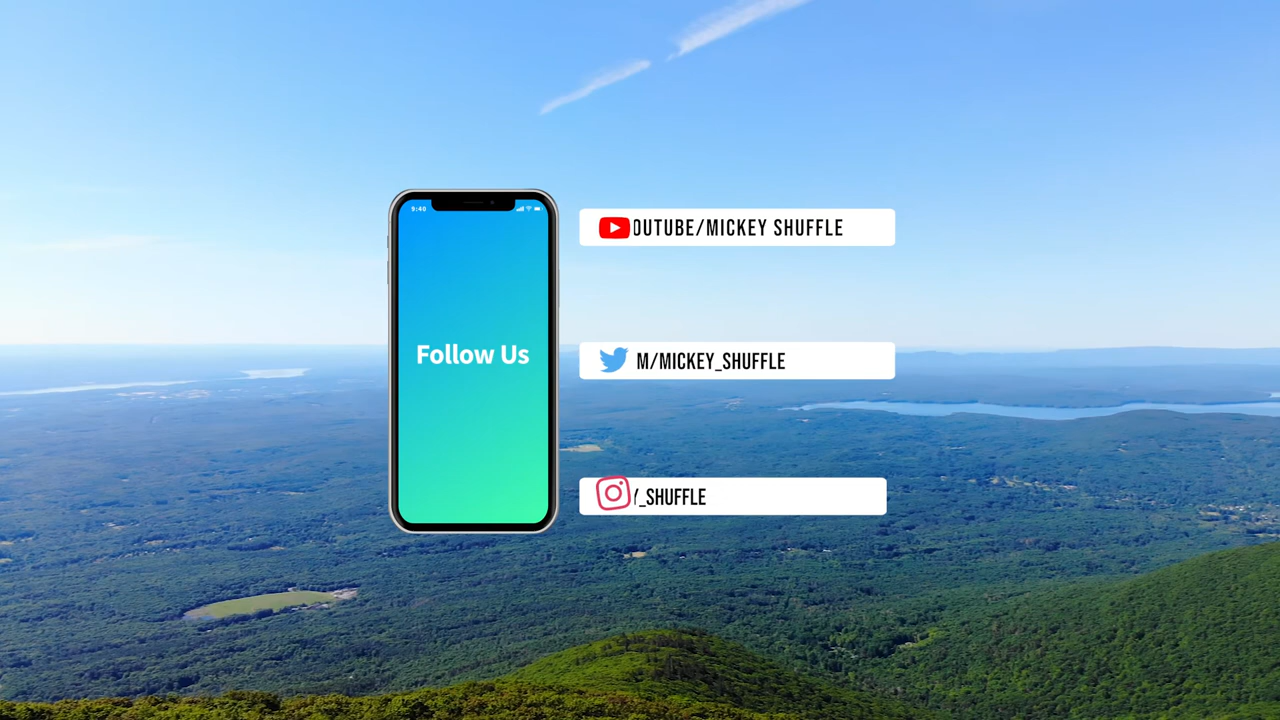 9:40
Follow Us
OUTUBE/MICKEY SHUFFLE
M/MICKEY_SHUFFLE
_SHUFFLE